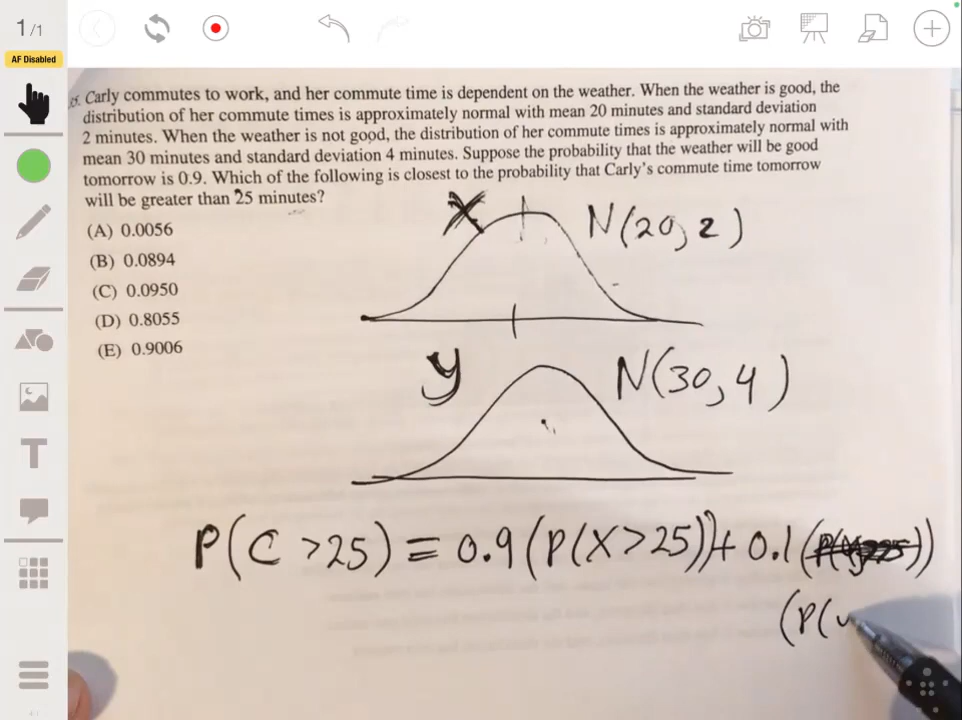 1/1
AF Disabled
15. Carly commutes to work, and her commute time is dependent on the weather. When the weather is good, the
distribution of her commute times is approximately normal with mean 20 minutes and standard deviation
2 minutes. When the weather is not good, the distribution of her commute times is approximately normal with
mean 30 minutes and standard deviation 4 minutes. Suppose the probability that the weather will be good
tomorrow is 0.9. Which of the following is closest to the probability that Carly's commute time tomorrow
will be greater than 25 minutes?
(A) 0.0056
(B) 0.0894
(C) 0.0950
(D) 0.8055
(E) 0.9006
X N(20, 2)
y N(30, 4)
P(C >25) = 0.9 (P(X>25)) + 0.1 ( ))
(P(
T